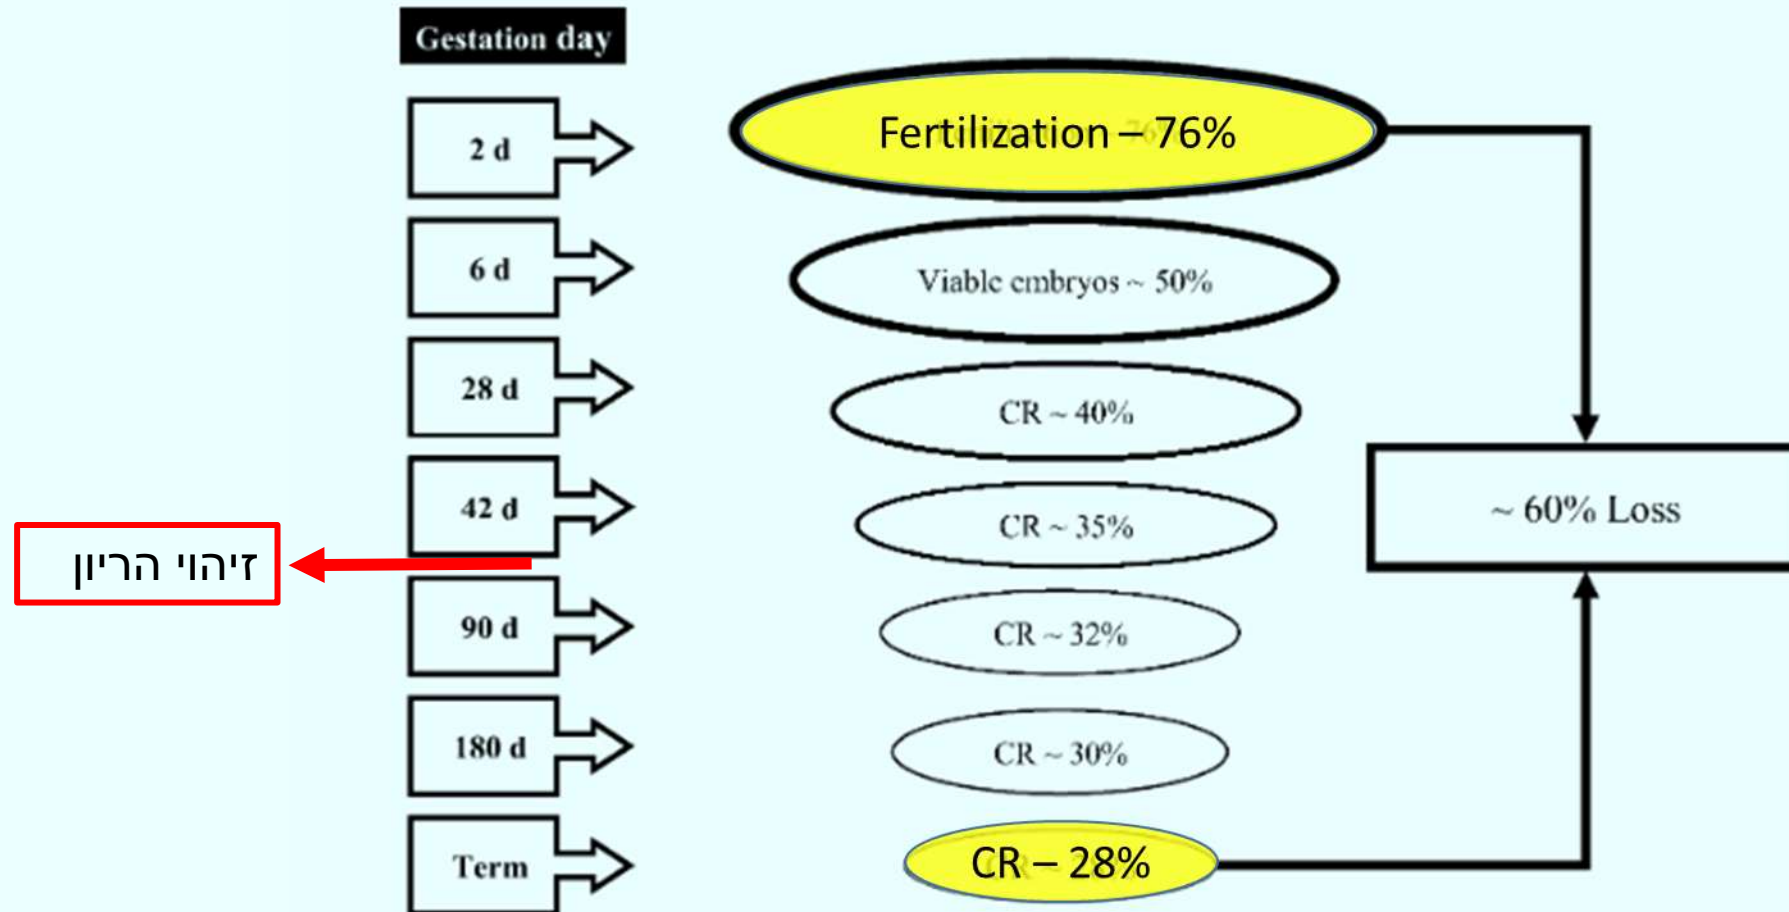 Gestation day
2 d
Fertilization – 76%
6 d
Viable embryos ~ 50%
28 d
CR ~ 40%
42 d
CR ~ 35%
~ 60% Loss
זיהוי הריון
90 d
CR ~ 32%
180 d
CR ~ 30%
Term
CR – 28%